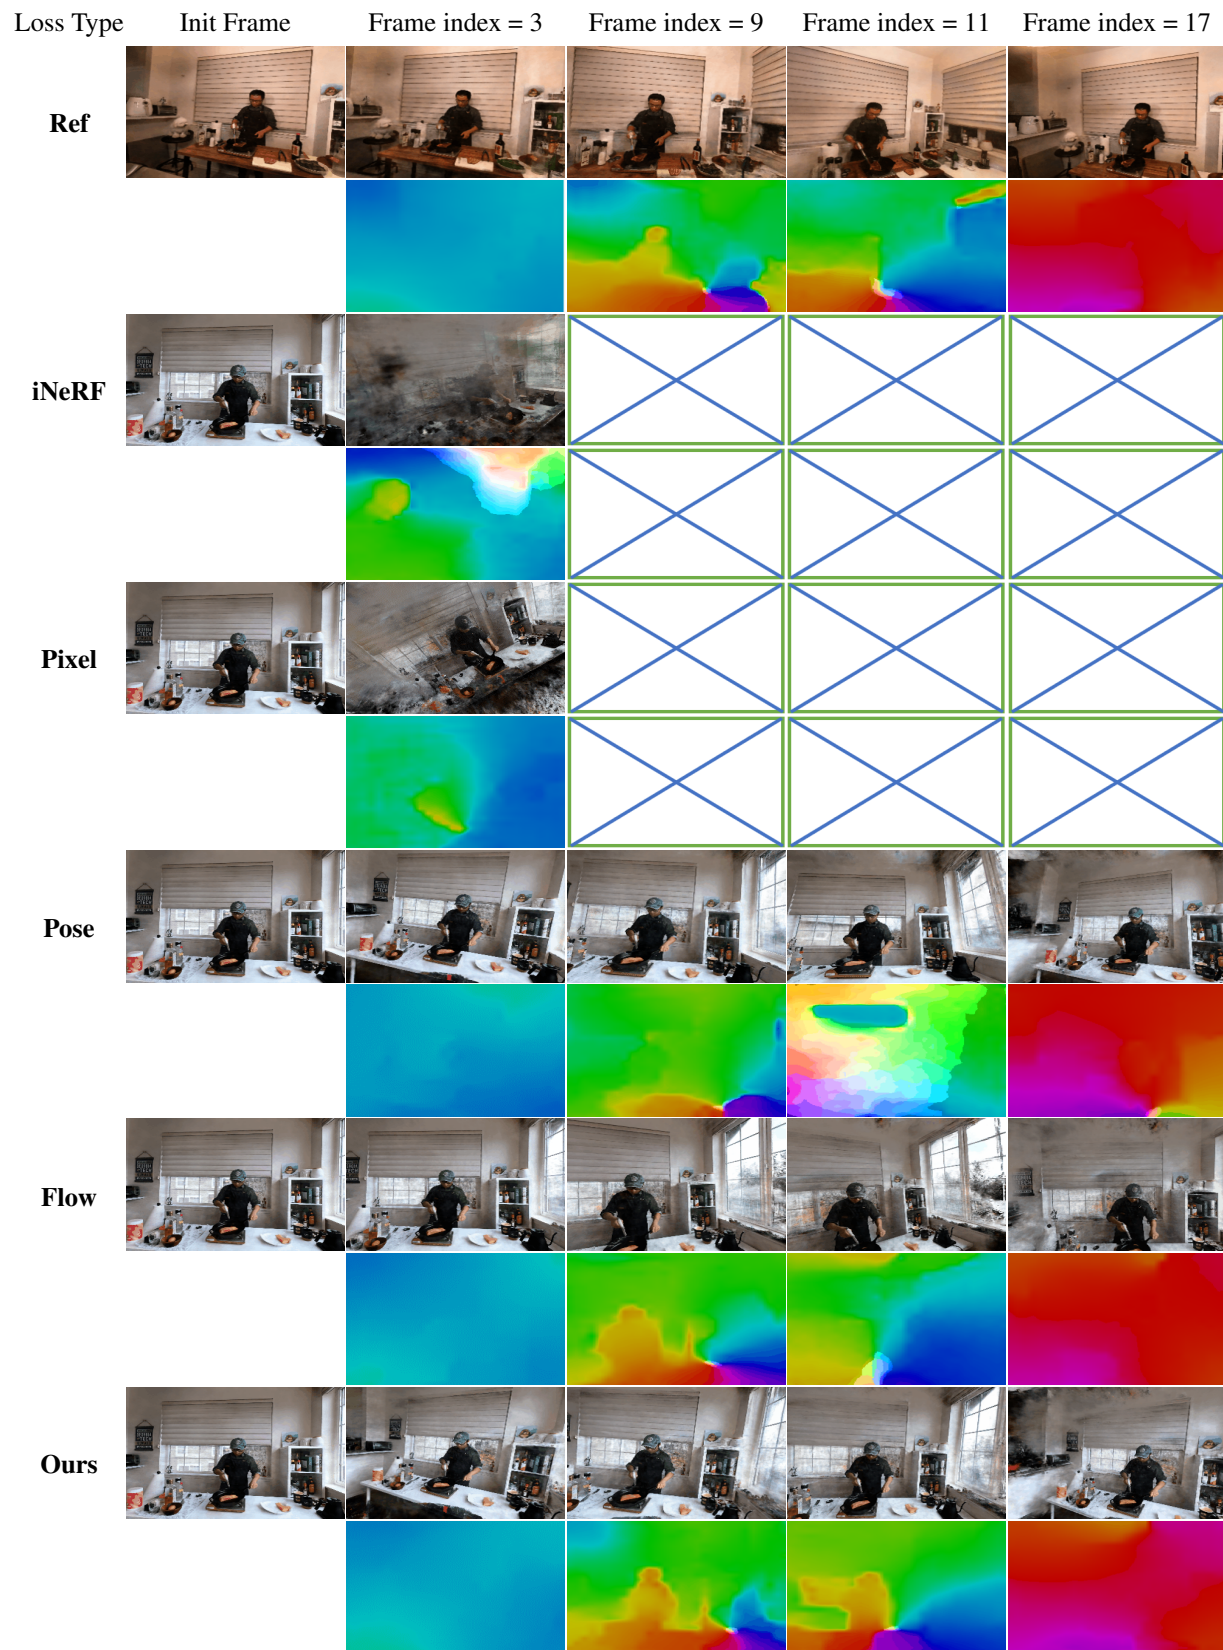 Loss Type Init Frame Frame index = 3 Frame index = 9 Frame index = 11 Frame index = 17
Ref
iNeRF
Pixel
Pose
Flow
Ours